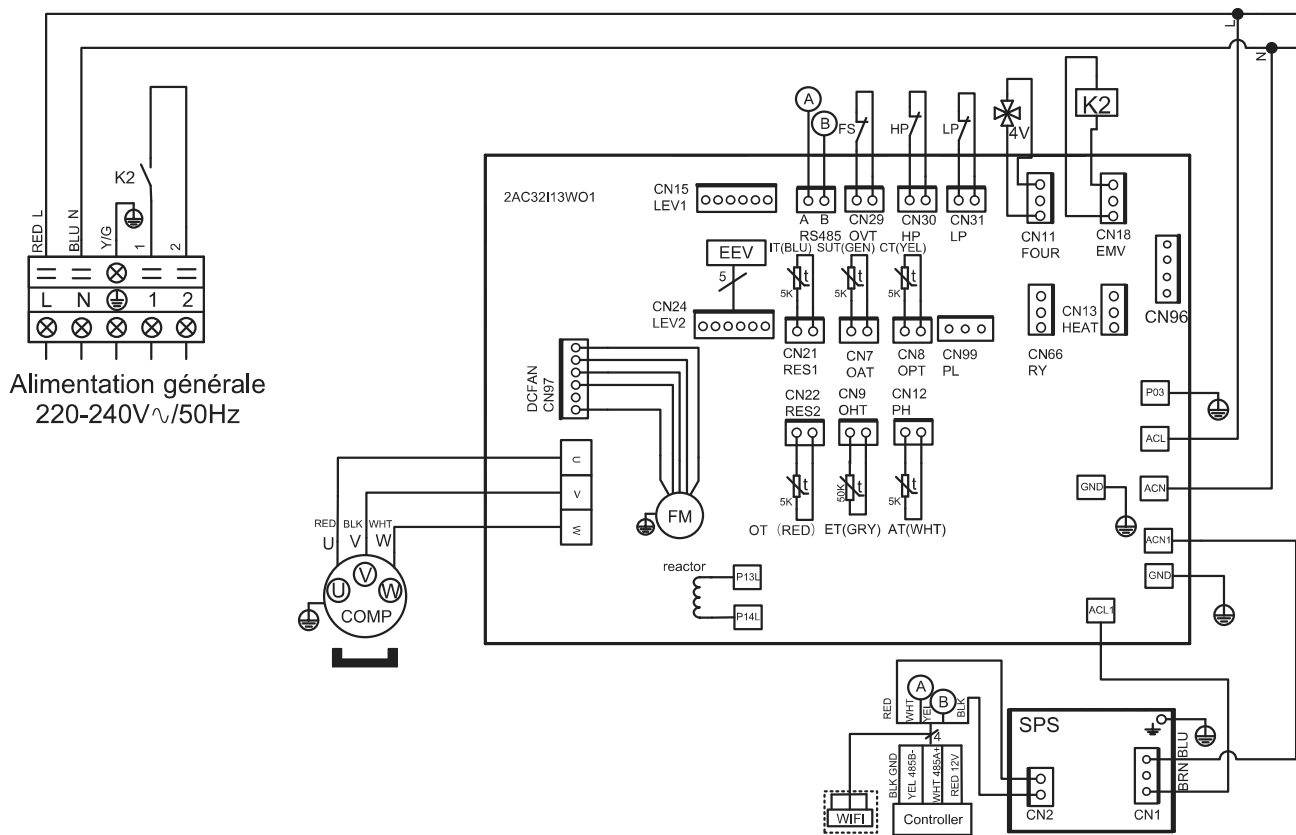 L
N
K2
RED L
BLU N
Y/G
1
2
L
N
1
2
Alimentation générale
220-240V∿/50Hz
2AC32I13WO1
A
B
FS
HP
LP
4V
K2
CN15
LEV1
A B
RS485
CN29
OVT
CN30
HP
CN31
LP
CN11
FOUR
CN18
EMV
EEV
5
CN24
LEV2
IT(BLU)
SUT(GEN)
CT(YEL)
t
5K
t
5K
t
5K
CN21
RES1
CN7
OAT
CN8
OPT
CN99
PL
CN66
RY
CN13
HEAT
CN96
DCFAN
CN97
CN22
RES2
CN9
OHT
CN12
PH
t
5K
t
50K
t
5K
OT (RED)
ET(GRY)
AT(WHT)
P03
ACL
GND
ACN
ACN1
GND
ACL1
U
V
W
FM
RED
BLK
WHT
U
V
W
U
V
W
COMP
reactor
P13L
P14L
RED
WHT
A
YEL
B
BLK
4
BLK GND
YEL 485B-
WHT 485A+
RED 12V
WIFI
Controller
SPS
CN2
CN1
BRN
BLU